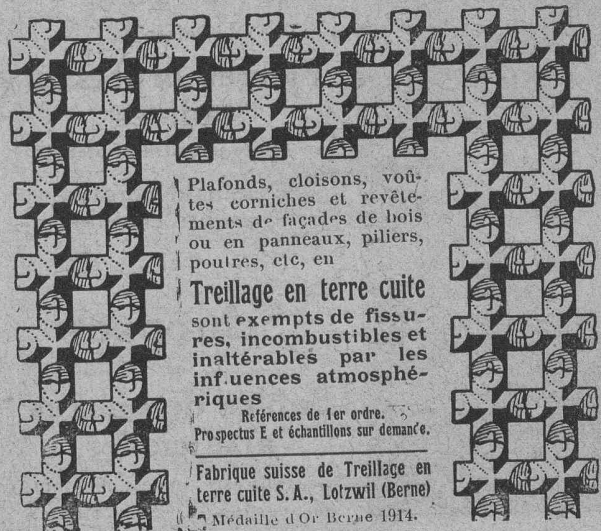 Plafonds, cloisons, voû-
tes corniches et revête-
ments de façades de bois
ou en panneaux, piliers,
poutres, etc, en
Treillage en terre cuite
sont exempts de fissu-
res, incombustibles et
inaltérables par les
influences atmosphé-
riques
Références de 1er ordre.
Prospectus E et échantillons sur demande.
Fabrique suisse de Treillage en
terre cuite S.A., Lotzwil (Berne)
Médaille d'Or Berne 1914.